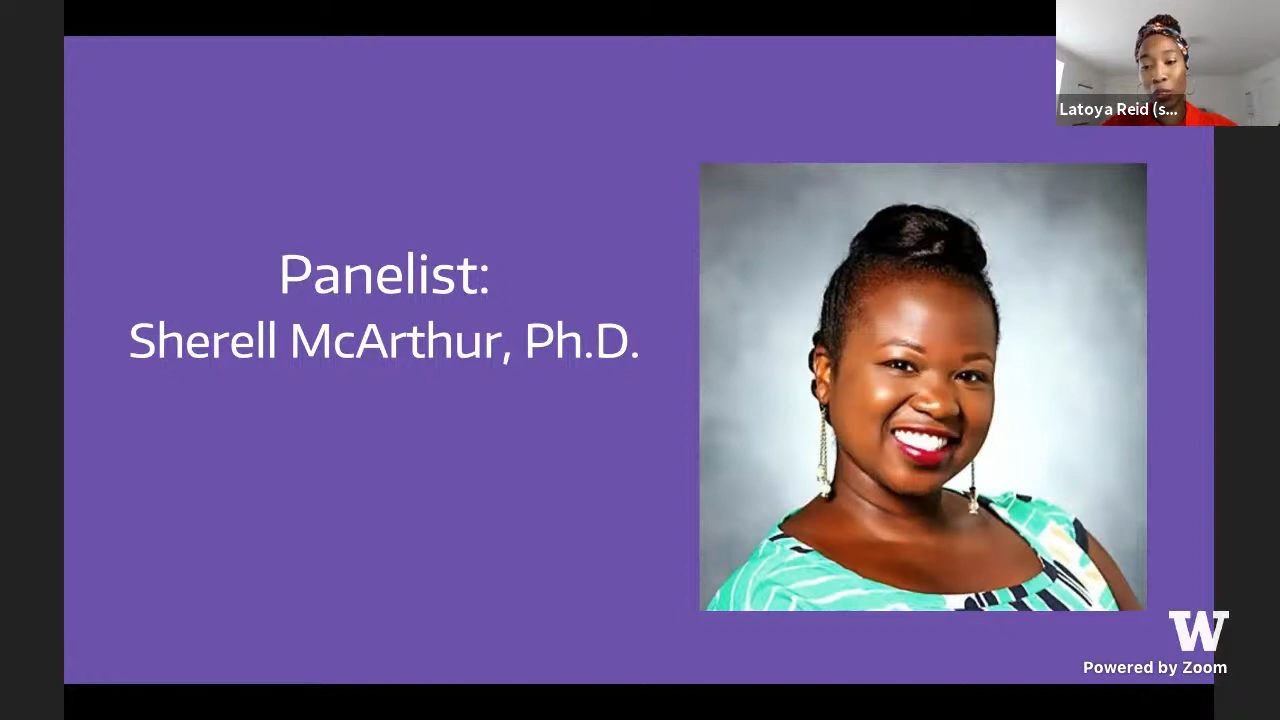 Latoya Reid (s...
Panelist:
Sherell McArthur, Ph.D.
W
Powered by Zoom